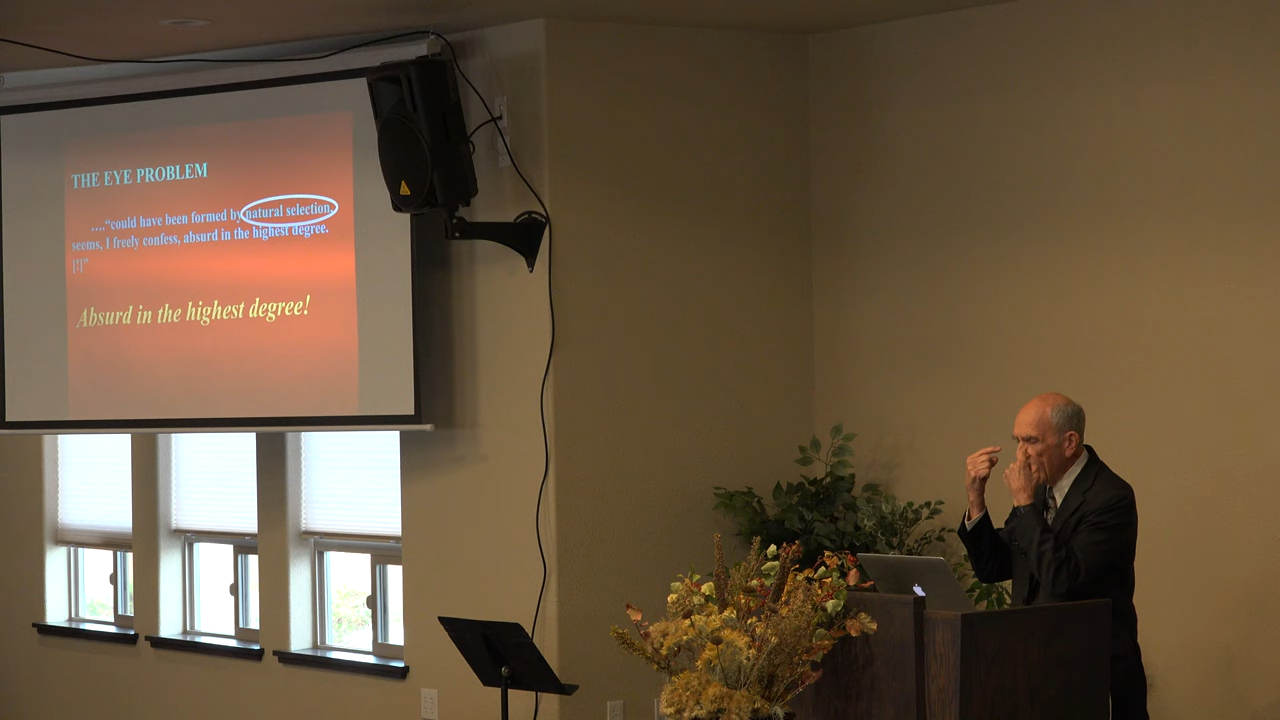 THE EYE PROBLEM
...."could have been formed by natural selection,
seems, I freely confess, absurd in the highest degree.
[!]"
Absurd in the highest degree!